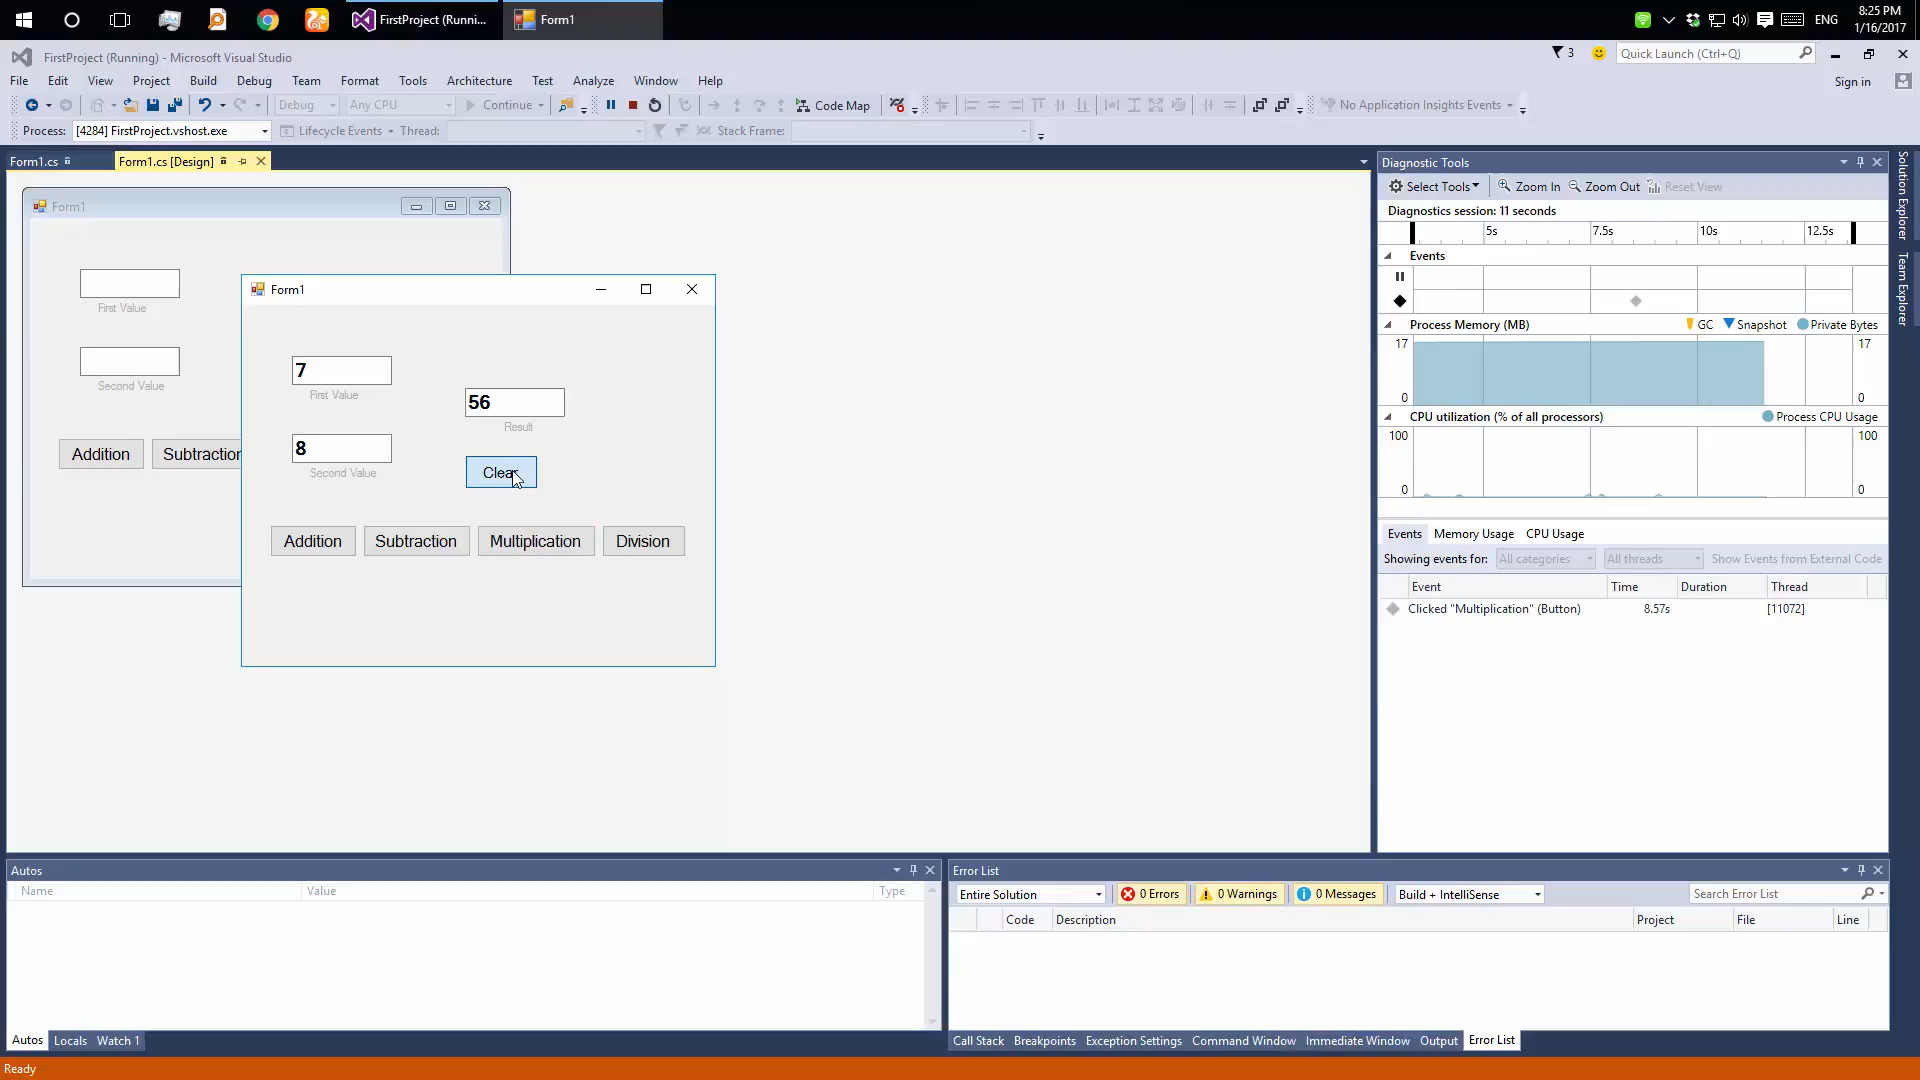 FirstProject (Runni...
Form1
ENG
8:25 PM
1/16/2017
FirstProject (Running) - Microsoft Visual Studio
3
Quick Launch (Ctrl+Q)
File Edit View Project Build Debug Team Format Tools Architecture Test Analyze Window Help
Sign in
Debug Any CPU Continue Code Map No Application Insights Events
Process: [4284] FirstProject.vshost.exe Lifecycle Events Thread: Stack Frame:
Form1.cs
Form1.cs [Design]
Form1
First Value
Second Value
Addition
Subtraction
Form1
7
First Value
56
Result
8
Second Value
Clear
Addition
Subtraction
Multiplication
Division
Diagnostic Tools
Select Tools Zoom In Zoom Out Reset View
Diagnostics session: 11 seconds
5s 7.5s 10s 12.5s
Events
Process Memory (MB) GC Snapshot Private Bytes
17 17
0 0
CPU utilization (% of all processors) Process CPU Usage
100 100
0 0
Events Memory Usage CPU Usage
Showing events for: All categories All threads Show Events from External Code
Event Time Duration Thread
Clicked "Multiplication" (Button) 8.57s [11072]
Solution Explorer
Team Explorer
Autos
Name Value Type
Autos Locals Watch 1
Error List
Entire Solution 0 Errors 0 Warnings 0 Messages Build + IntelliSense Search Error List
Code Description Project File Line
Call Stack Breakpoints Exception Settings Command Window Immediate Window Output Error List
Ready